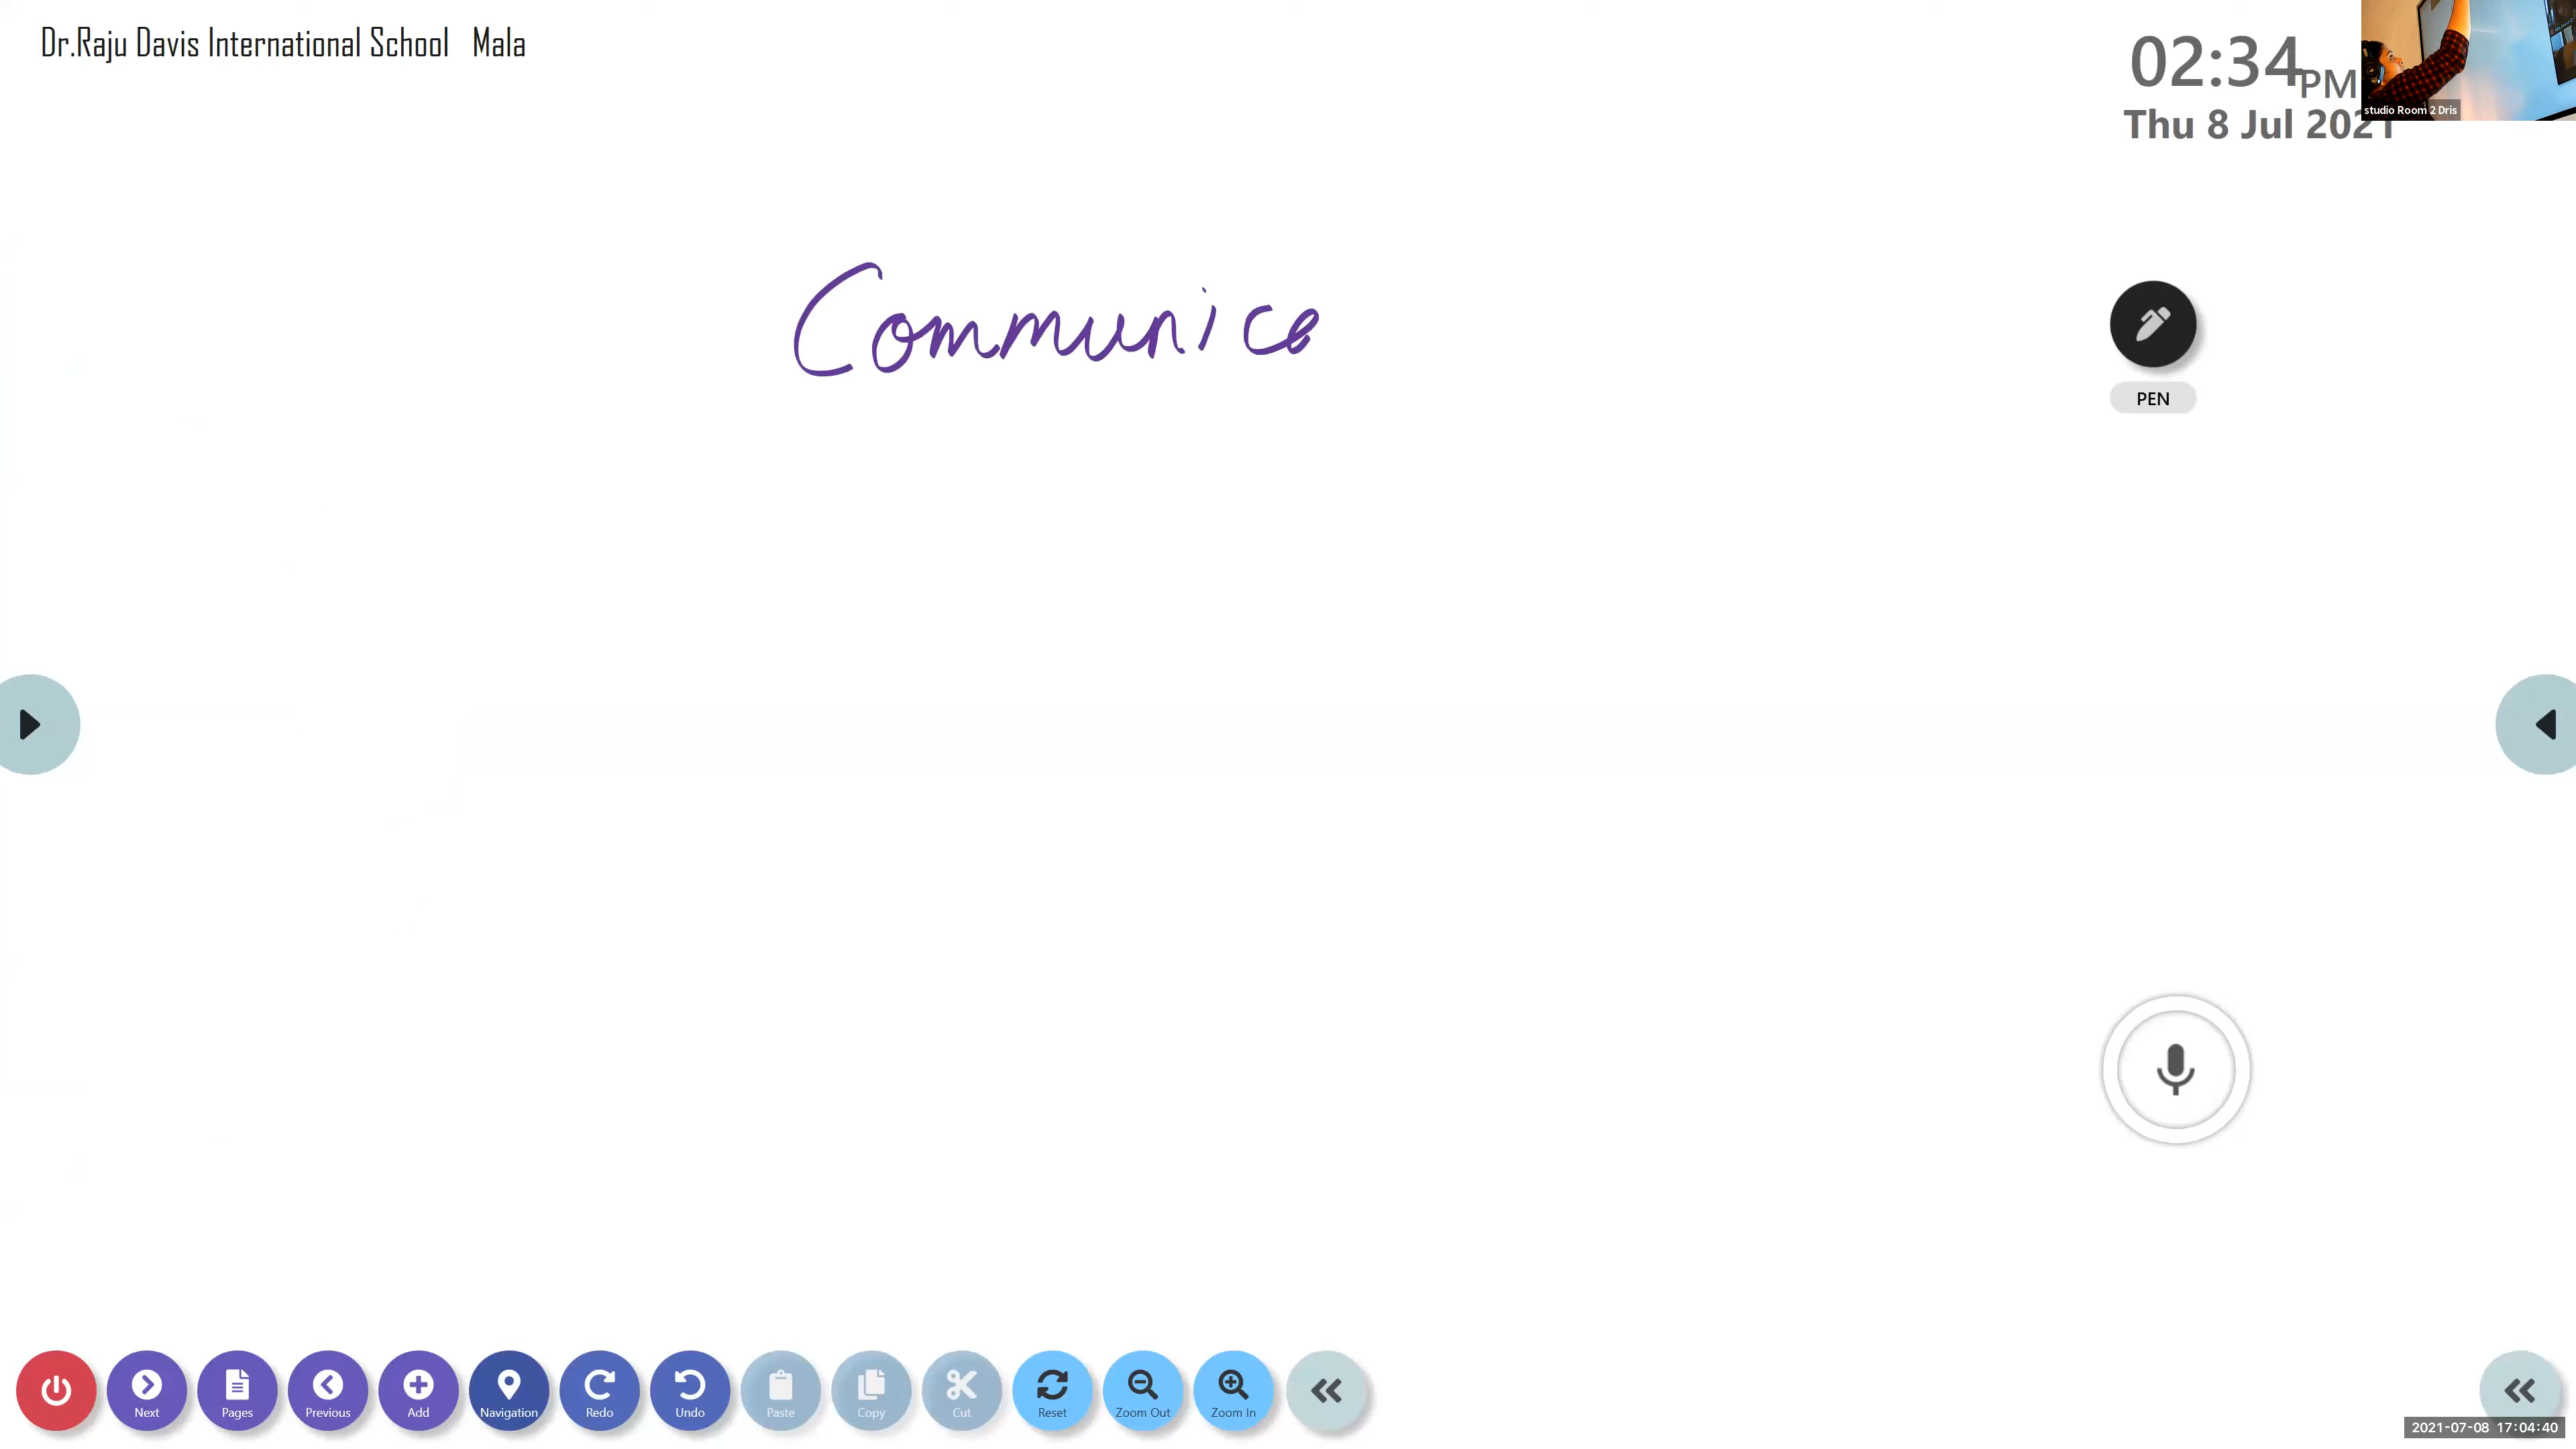 Dr.Raju Davis International School Mala
02:34 PM
Thu 8 Jul 2021
studio Room 2 Dris
Communica
PEN
Next
Pages
Previous
Add
Navigation
Redo
Undo
Paste
Copy
Cut
Reset
Zoom Out
Zoom In
2021-07-08 17:04:40